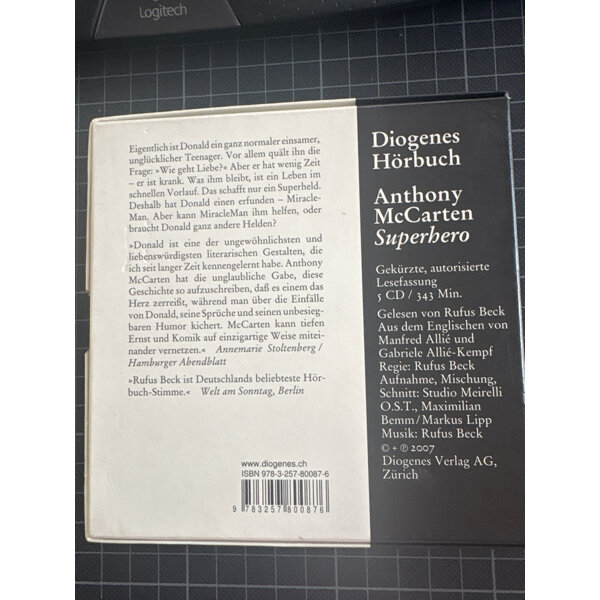 Logitech
Eigentlich ist Donald ein ganz normaler einsamer,
unglücklicher Teenager. Vor allem quält ihn die
Frage: »Wie geht Liebe?« Aber er hat wenig Zeit
– er ist krank. Was ihm bleibt, ist ein Leben im
schnellen Vorlauf. Das schafft nur ein Superheld.
Deshalb hat Donald einen erfunden – Miracle-
Man. Aber kann MiracleMan ihm helfen, oder
braucht Donald ganz andere Helden?
»Donald ist eine der ungewöhnlichsten und
liebenswürdigsten literarischen Gestalten, die
ich seit langer Zeit kennengelernt habe. Anthony
McCarten hat die unglaubliche Gabe, diese
Geschichte so aufzuschreiben, daß es einem das
Herz zerreißt, während man über die Einfälle
von Donald, seine Sprüche und seinen unbesieg-
baren Humor kichert. McCarten kann tiefen
Ernst und Komik auf einzigartige Weise mitei-
nander vernetzen.« Annemarie Stoltenberg /
Hamburger Abendblatt
»Rufus Beck ist Deutschlands beliebteste Hör-
buch-Stimme.« Welt am Sonntag, Berlin
www.diogenes.ch
ISBN 978-3-257-80087-6
9 783257 800876
Diogenes
Hörbuch
Anthony
McCarten
Superhero
Gekürzte, autorisierte
Lesefassung
5 CD / 343 Min.
Gelesen von Rufus Beck
Aus dem Englischen von
Manfred Allié und
Gabriele Allié-Kempf
Regie: Rufus Beck
Aufnahme, Mischung,
Schnitt: Studio Meirelli
O.S.T., Maximilian
Bemm/Markus Lipp
Musik: Rufus Beck
© + ℗ 2007
Diogenes Verlag AG,
Zürich